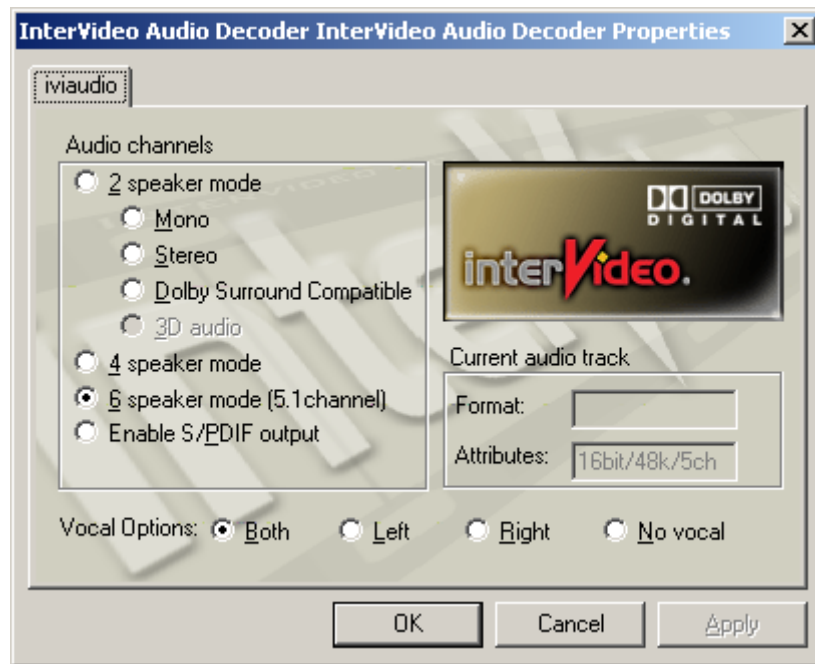 InterVideo Audio Decoder InterVideo Audio Decoder Properties
iviaudio
Audio channels
2 speaker mode
Mono
Stereo
Dolby Surround Compatible
3D audio
4 speaker mode
6 speaker mode (5.1channel)
Enable S/PDIF output
DOLBY
DIGITAL
interVideo.
Current audio track
Format:
Attributes: 16bit/48k/5ch
Vocal Options: Both Left Right No vocal
OK Cancel Apply